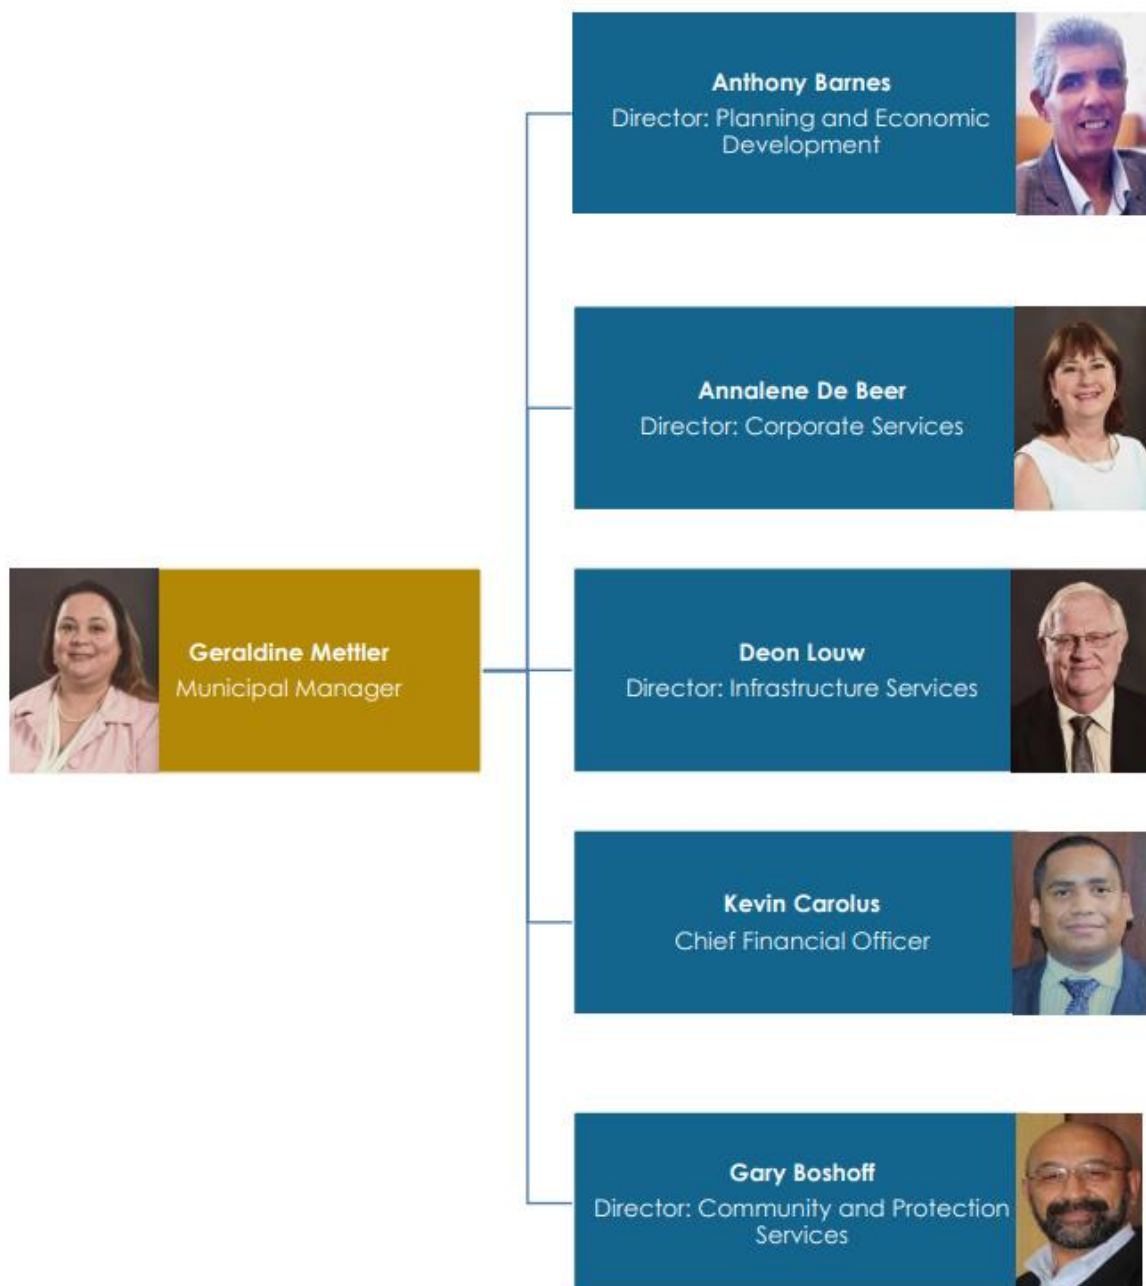 Anthony Barnes
Director: Planning and Economic
Development
Annalene De Beer
Director: Corporate Services
Geraldine Mettler
Municipal Manager
Deon Louw
Director: Infrastructure Services
Kevin Carolus
Chief Financial Officer
Gary Boshoff
Director: Community and Protection
Services